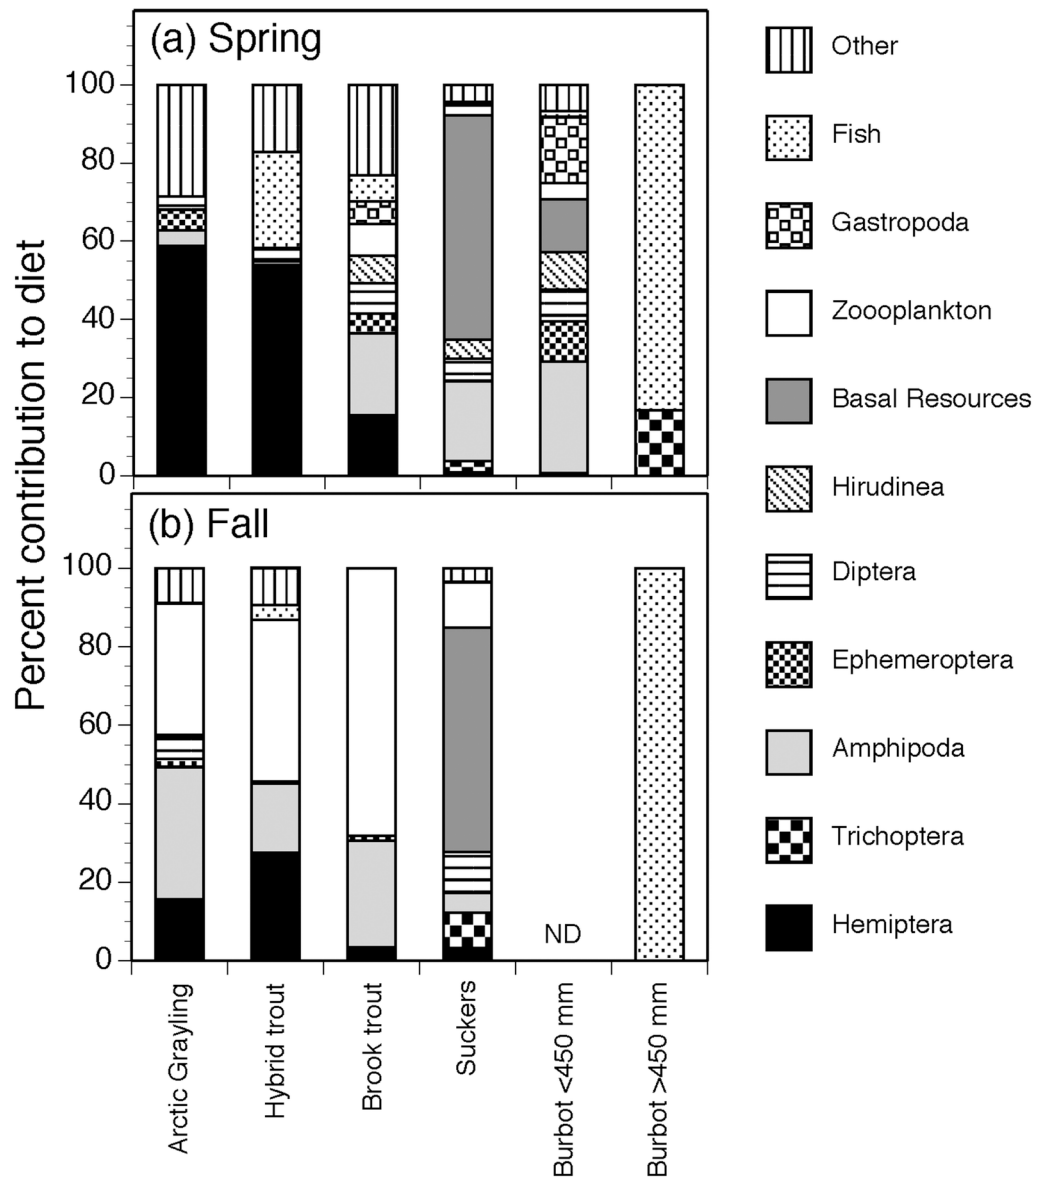 (a) Spring
100
80
60
40
20
0
(b) Fall
100
80
60
40
20
0
ND
Percent contribution to diet
Arctic Grayling
Hybrid trout
Brook trout
Suckers
Burbot <450 mm
Burbot >450 mm
Other
Fish
Gastropoda
Zoooplankton
Basal Resources
Hirudinea
Diptera
Ephemeroptera
Amphipoda
Trichoptera
Hemiptera